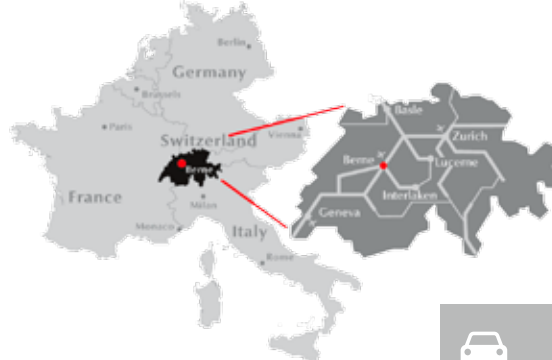 Berlin
Germany
Brussels
Paris
Switzerland
Vienna
Berne
France
Milan
Monaco
Italy
Rome
Basle
Zurich
Berne
Lucerne
Interlaken
Geneva